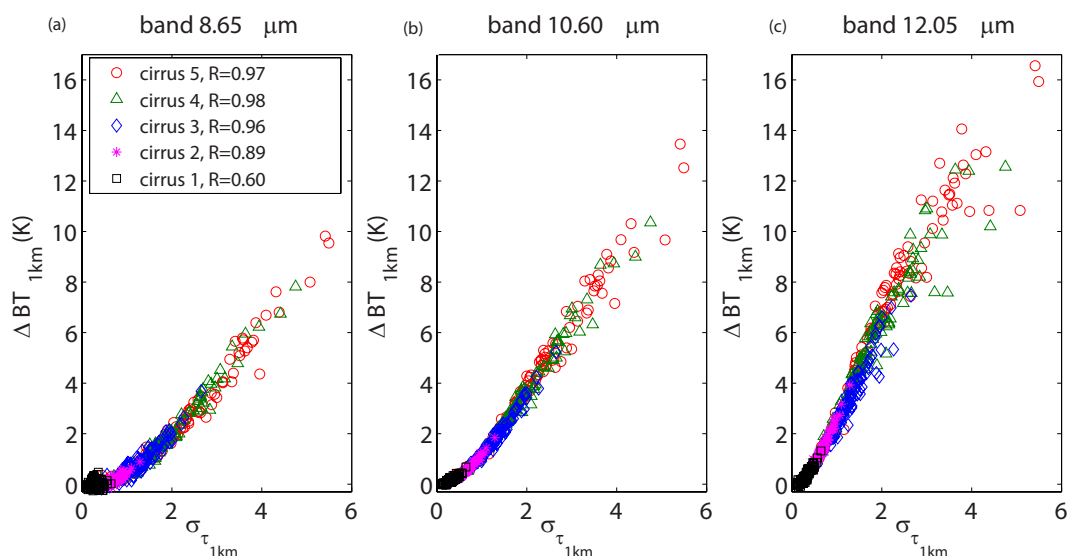 (a) band 8.65 μm
(b) band 10.60 μm
(c) band 12.05 μm
cirrus 5, R=0.97
cirrus 4, R=0.98
cirrus 3, R=0.96
cirrus 2, R=0.89
cirrus 1, R=0.60
Δ BT 1km (K)
16
14
12
10
8
6
4
2
0
0 2 4 6
σ τ 1km
Δ BT 1km (K)
16
14
12
10
8
6
4
2
0
0 2 4 6
σ τ 1km
Δ BT 1km (K)
16
14
12
10
8
6
4
2
0
0 2 4 6
σ τ 1km